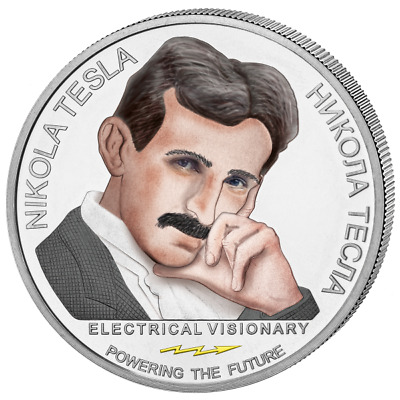 NIKOLA TESLA
НИКОЛА ТЕСЛА
ELECTRICAL VISIONARY
POWERING THE FUTURE